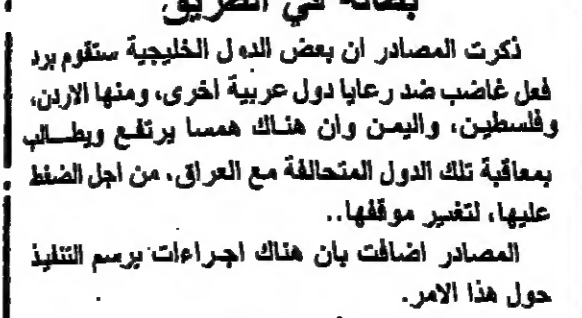 في الطريق
ذكرت المصادر ان بعض الدول الخليجية ستقوم برد
فعل غاضب ضد رعايا دول عربية اخرى، ومنها الاردن،
وفلسطين، واليمن وان هناك همسا يرتفع ويطالب
بمعاقبة تلك الدول المتحالفة مع العراق، من اجل الضغط
عليها، لتغير موقفها..
المصادر اضافت بان هناك اجراءات برسم التنفيذ
حول هذا الامر.